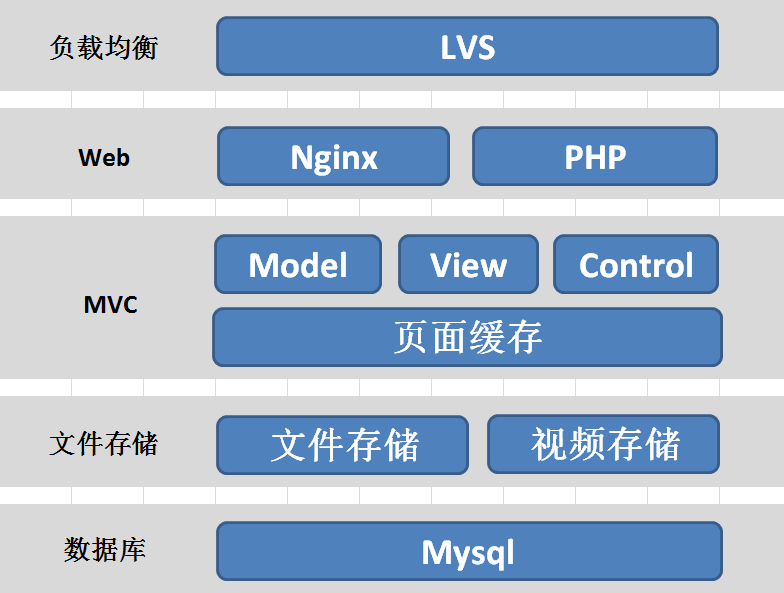 负载均衡
LVS
Web
Nginx
PHP
MVC
Model
View
Control
页面缓存
文件存储
文件存储
视频存储
数据库
Mysql